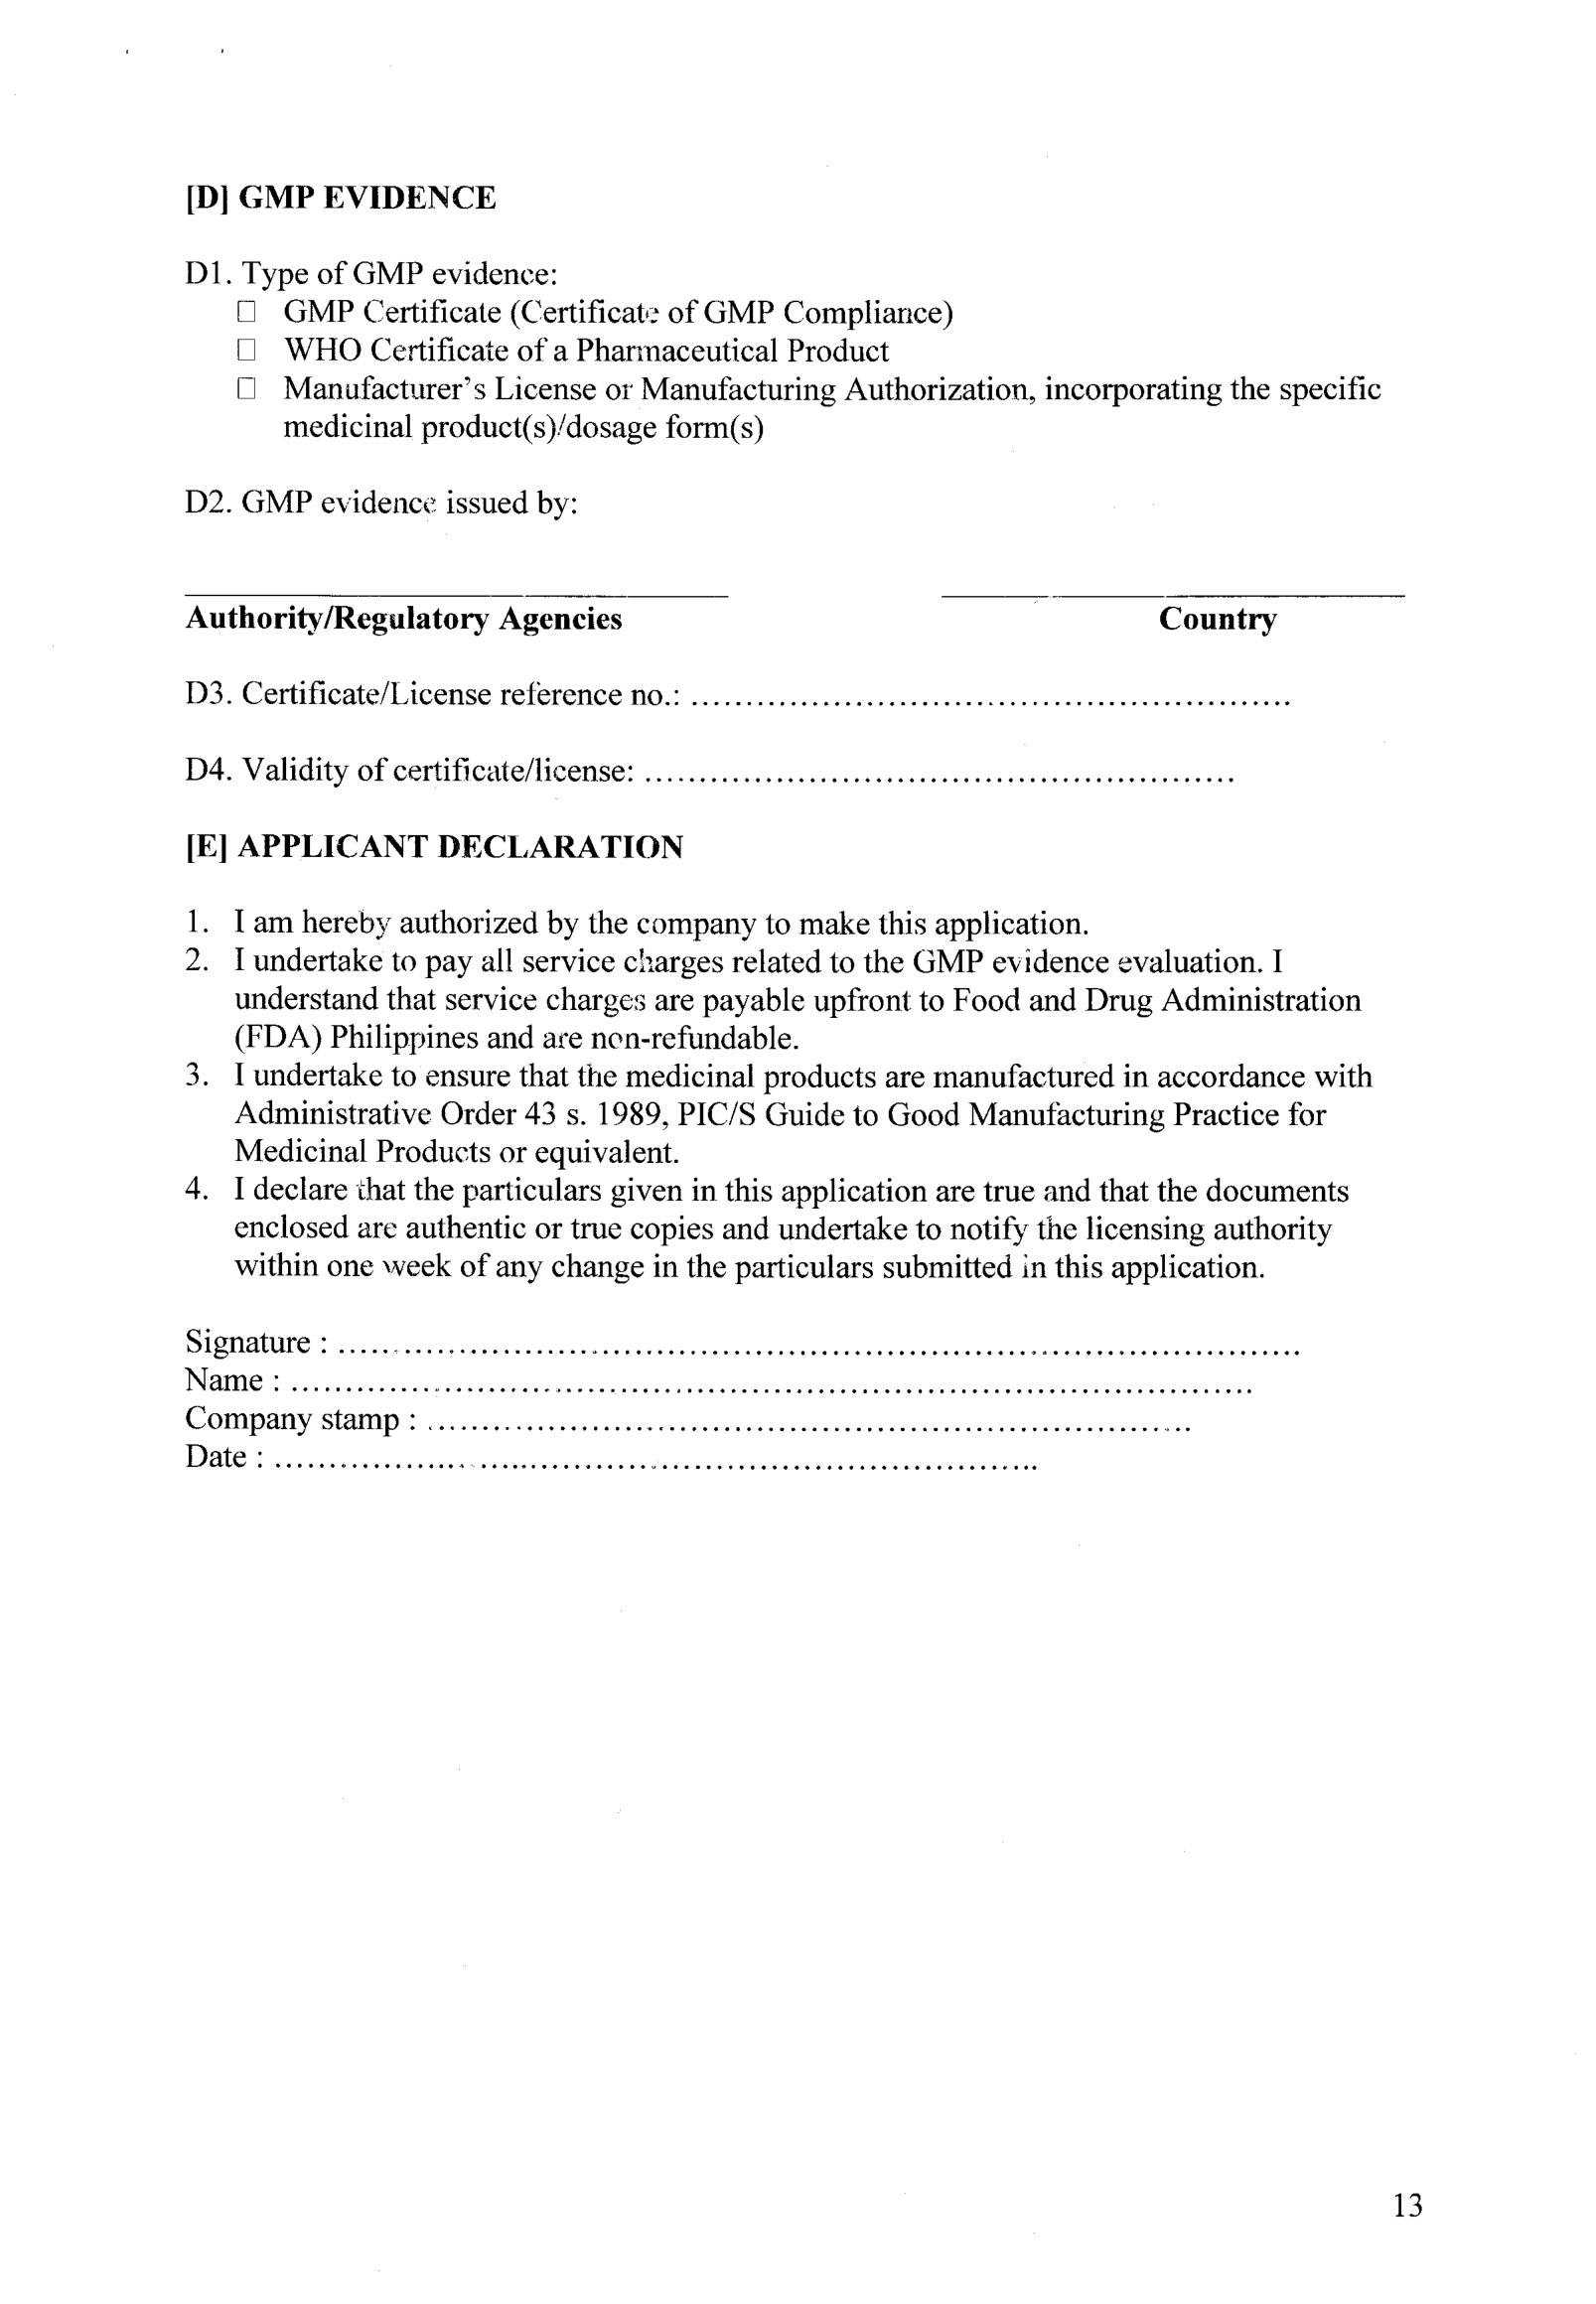 [D] GMP EVIDENCE
D1. Type of GMP evidence:
□ GMP Certificate (Certificate of GMP Compliance)
□ WHO Certificate of a Pharmaceutical Product
□ Manufacturer's License or Manufacturing Authorization, incorporating the specific
medicinal product(s)/dosage form(s)
D2. GMP evidence issued by:
Authority/Regulatory Agencies Country
D3. Certificate/License reference no.: ........................................................
D4. Validity of certificate/license: .......................................................
[E] APPLICANT DECLARATION
1. I am hereby authorized by the company to make this application.
2. I undertake to pay all service charges related to the GMP evidence evaluation. I
understand that service charges are payable upfront to Food and Drug Administration
(FDA) Philippines and are non-refundable.
3. I undertake to ensure that the medicinal products are manufactured in accordance with
Administrative Order 43 s. 1989, PIC/S Guide to Good Manufacturing Practice for
Medicinal Products or equivalent.
4. I declare that the particulars given in this application are true and that the documents
enclosed are authentic or true copies and undertake to notify the licensing authority
within one week of any change in the particulars submitted in this application.
Signature : ........................................................................................
Name : ........................................................................................
Company stamp : ......................................................................
Date : ......................................................................
13